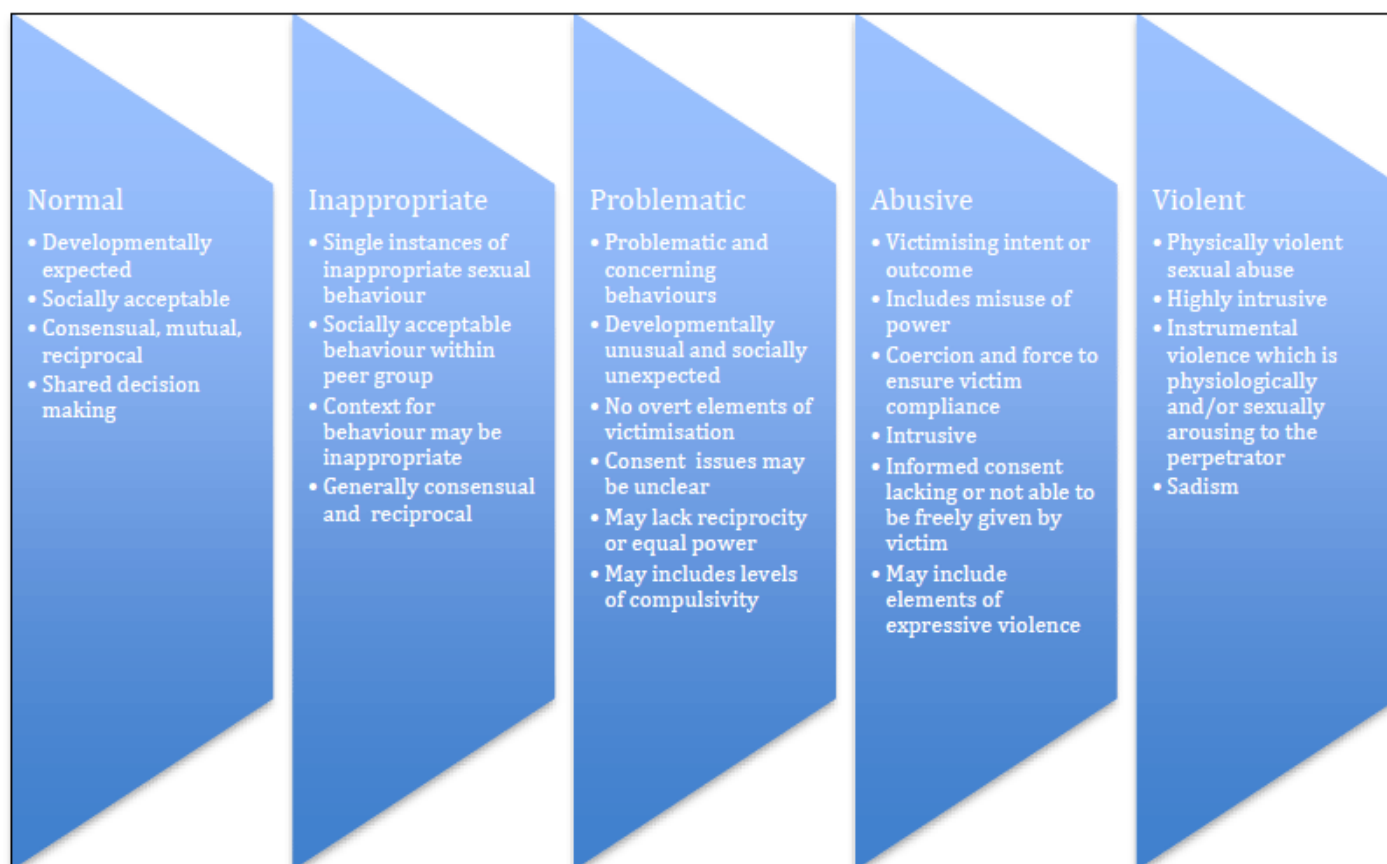 Normal
• Developmentally
expected
• Socially acceptable
• Consensual, mutual,
reciprocal
• Shared decision
making
Inappropriate
• Single instances of
inappropriate sexual
behaviour
• Socially acceptable
behaviour within
peer group
• Context for
behaviour may be
inappropriate
• Generally consensual
and reciprocal
Problematic
• Problematic and
concerning
behaviours
• Developmentally
unusual and socially
unexpected
• No overt elements of
victimisation
• Consent issues may
be unclear
• May lack reciprocity
or equal power
• May includes levels
of compulsivity
Abusive
• Victimising intent or
outcome
• Includes misuse of
power
• Coercion and force to
ensure victim
compliance
• Intrusive
• Informed consent
lacking or not able to
be freely given by
victim
• May include
elements of
expressive violence
Violent
• Physically violent
sexual abuse
• Highly intrusive
• Instrumental
violence which is
physiologically
and/or sexually
arousing to the
perpetrator
• Sadism